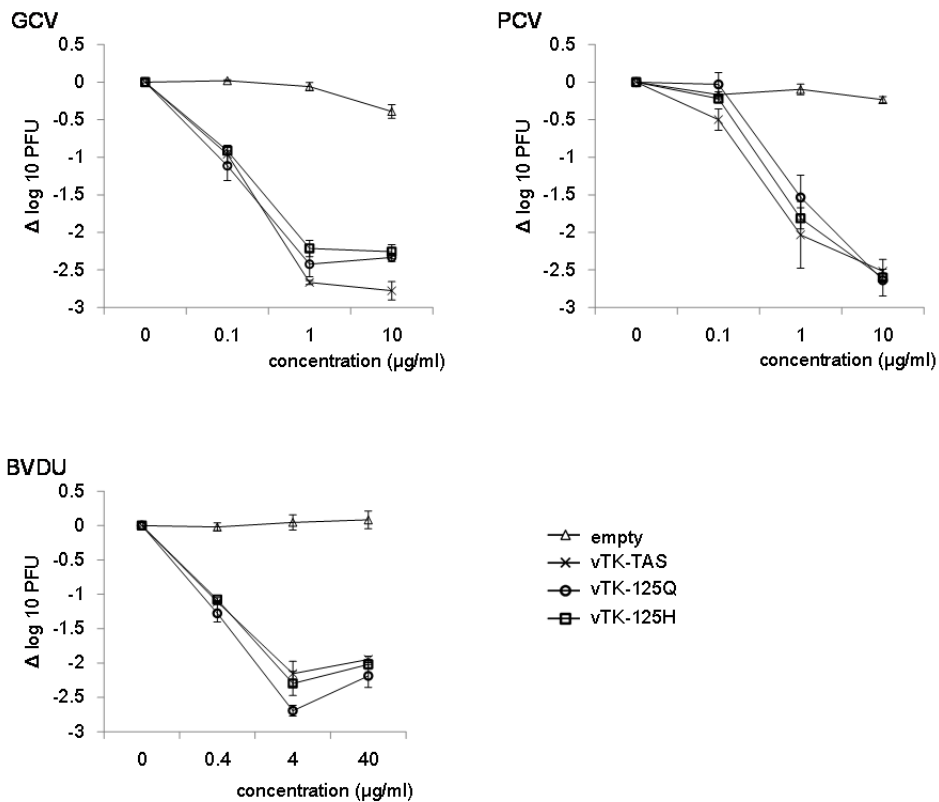 GCV
0.5
0
-0.5
-1
-1.5
-2
-2.5
-3
Δ log 10 PFU
0 0.1 1 10
concentration (µg/ml)
PCV
0.5
0
-0.5
-1
-1.5
-2
-2.5
-3
Δ log 10 PFU
0 0.1 1 10
concentration (µg/ml)
BVDU
0.5
0
-0.5
-1
-1.5
-2
-2.5
-3
Δ log 10 PFU
0 0.4 4 40
concentration (µg/ml)
empty
vTK-TAS
vTK-125Q
vTK-125H